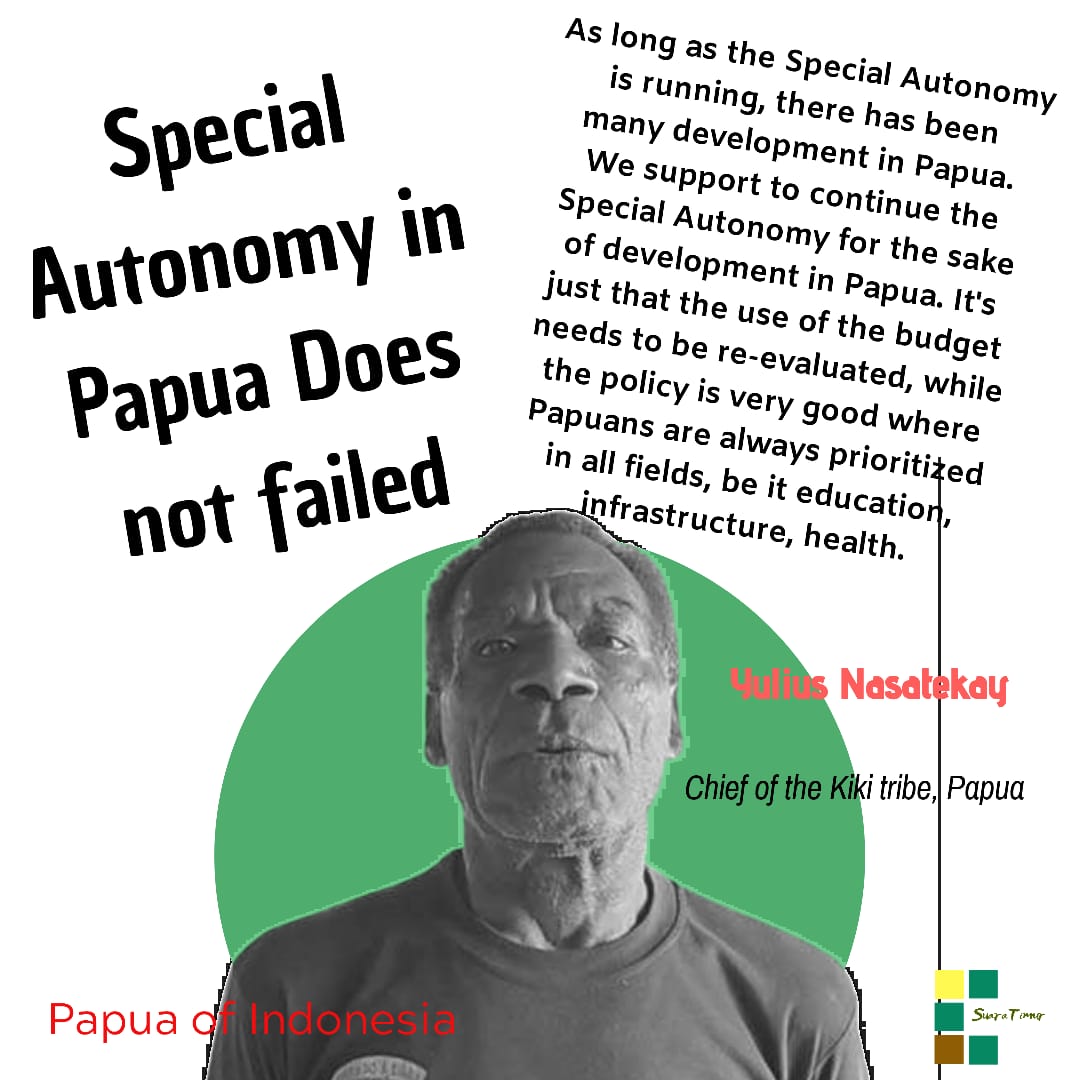 Special
Autonomy in
Papua Does
not failed
As long as the Special Autonomy
is running, there has been
many development in Papua.
We support to continue the
Special Autonomy for the sake
of development in Papua. It's
just that the use of the budget
needs to be re-evaluated, while
the policy is very good where
Papuans are always prioritized
in all fields, be it education,
infrastructure, health.
Yulius Nasatekay
Chief of the Kiki tribe, Papua
Papua of Indonesia
Suara Timur